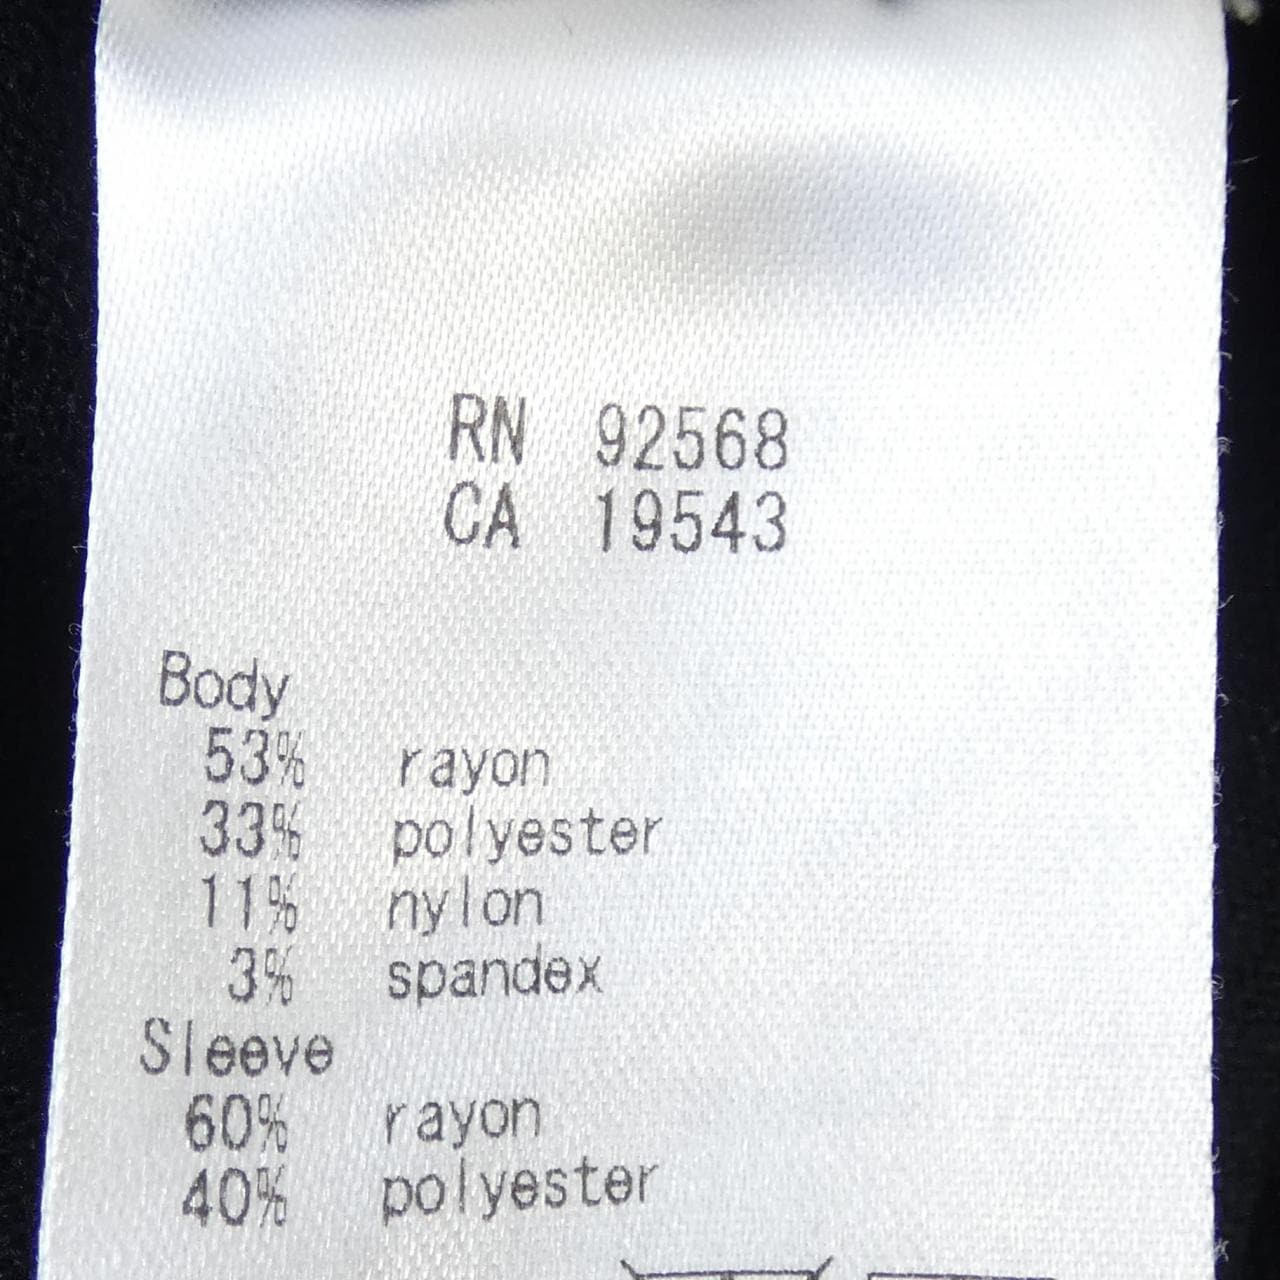 RN 92568
CA 19543
Body
53% rayon
33% polyester
11% nylon
3% spandex
Sleeve
60% rayon
40% polyester